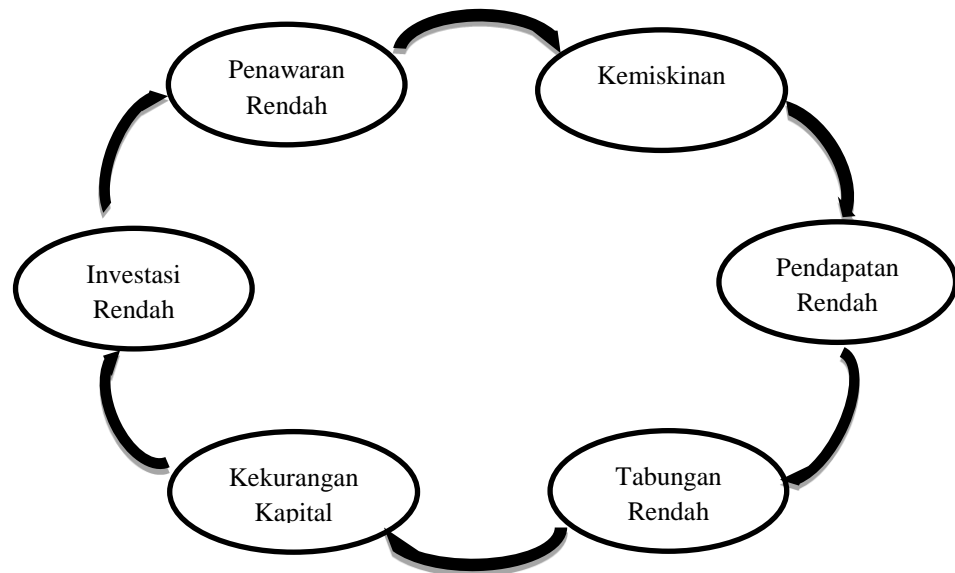 Penawaran
Rendah
Kemiskinan
Investasi
Rendah
Pendapatan
Rendah
Kekurangan
Kapital
Tabungan
Rendah